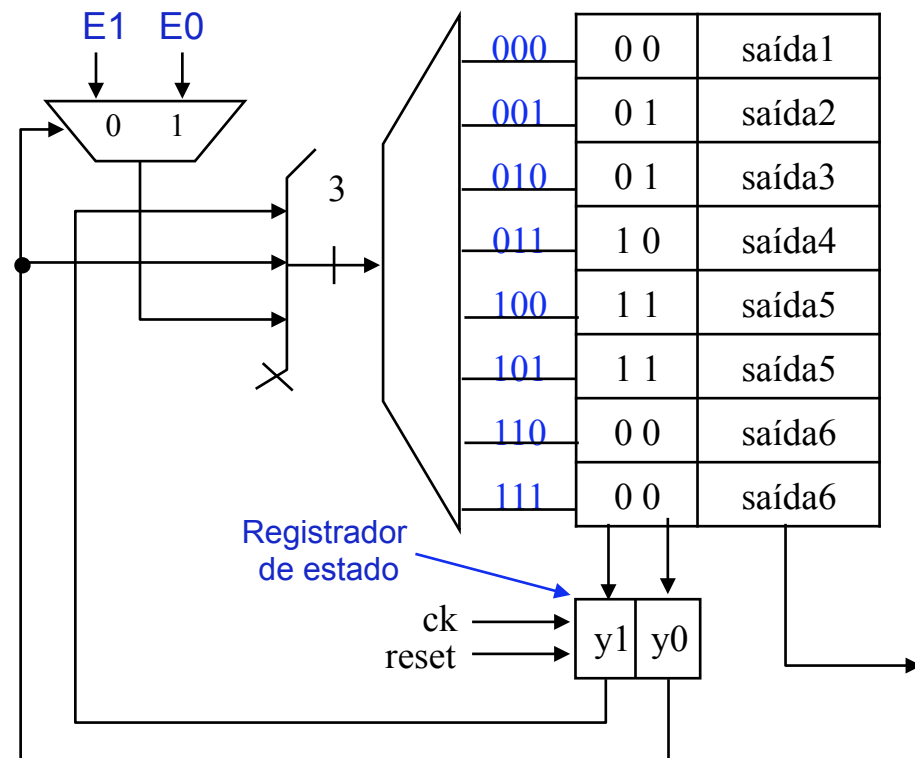 E1 E0
0 1
3
000 0 0 saída1
001 0 1 saída2
010 0 1 saída3
011 1 0 saída4
100 1 1 saída5
101 1 1 saída5
110 0 0 saída6
111 0 0 saída6
Registrador
de estado
ck
reset
y1 y0